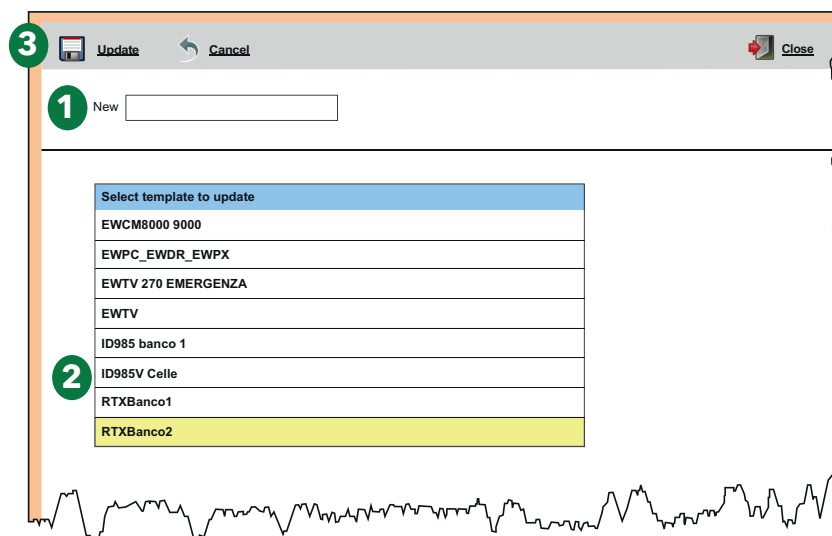 3 Update Cancel Close
1 New
Select template to update
EWCM8000 9000
EWPC_EWDR_EWPX
EWTV 270 EMERGENZA
EWTV
ID985 banco 1
2 ID985V Celle
RTXBanco1
RTXBanco2